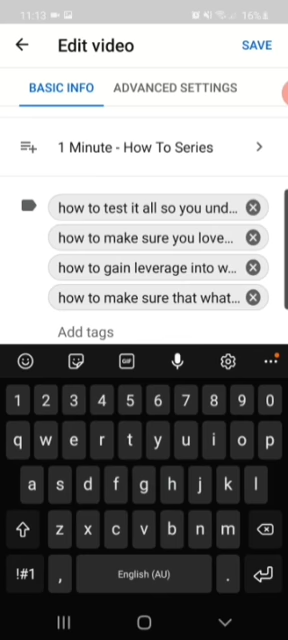 11:13 16%
Edit video SAVE
BASIC INFO ADVANCED SETTINGS
1 Minute - How To Series
how to test it all so you und...
how to make sure you love...
how to gain leverage into w...
how to make sure that what...
Add tags
GIF
1 2 3 4 5 6 7 8 9 0
q w e r t y u i o p
a s d f g h j k l
z x c v b n m
!#1 , English (AU) .